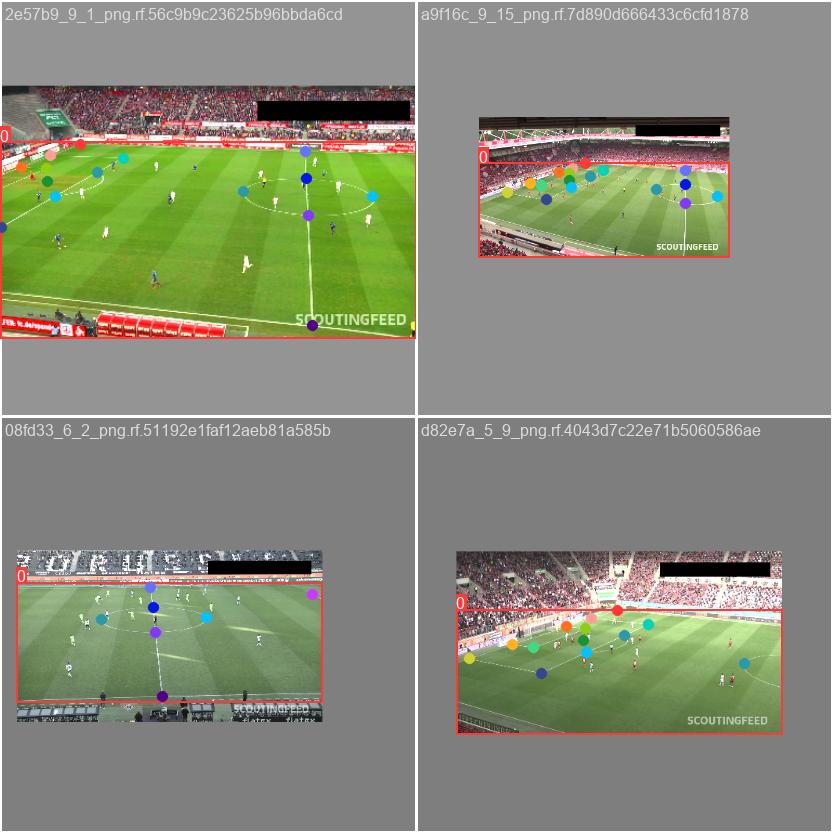 2e57b9_9_1_png.rf.56c9b9c23625b96bbda6cd
a9f16c_9_15_png.rf.7d890d666433c6cfd1878
0
0
SCOUTINGFEED
SCOUTINGFEED
08fd33_6_2_png.rf.51192e1faf12aeb81a585b
d82e7a_5_9_png.rf.4043d7c22e71b5060586ae
0
0
SCOUTINGFEED
SCOUTINGFEED